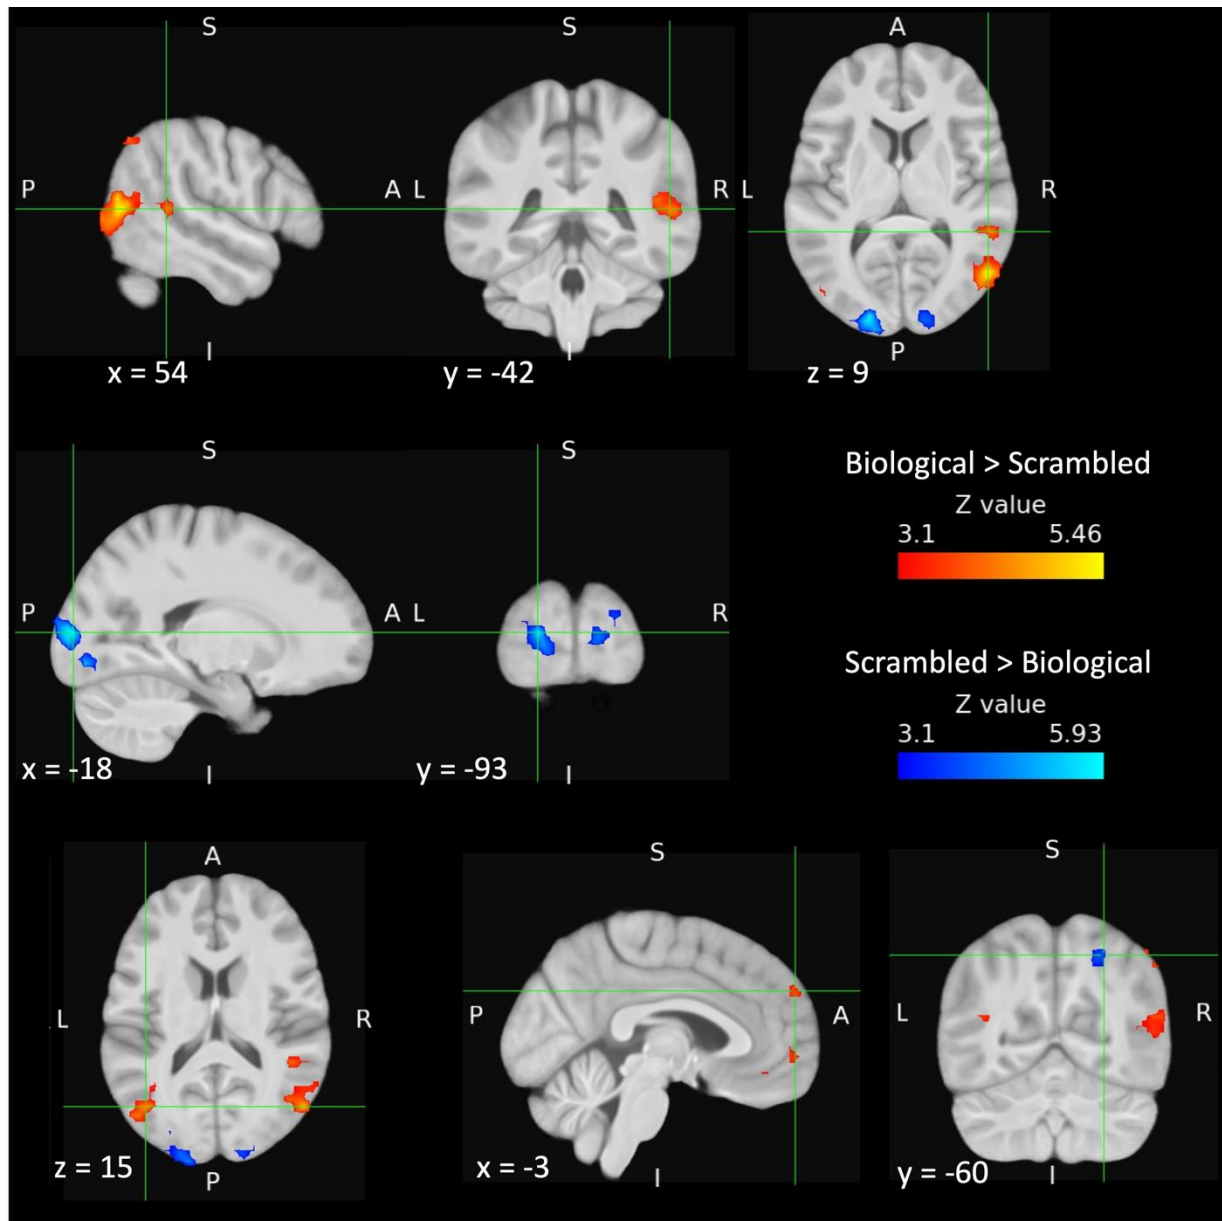 S
S
A
P
A
L
R
L
R
I
I
P
x = 54
y = -42
z = 9
S
S
P
A
L
R
I
I
x = -18
y = -93
Biological > Scrambled
Z value
3.1 5.46
Scrambled > Biological
Z value
3.1 5.93
A
S
S
L
R
P
A
L
R
P
I
I
z = 15
x = -3
y = -60